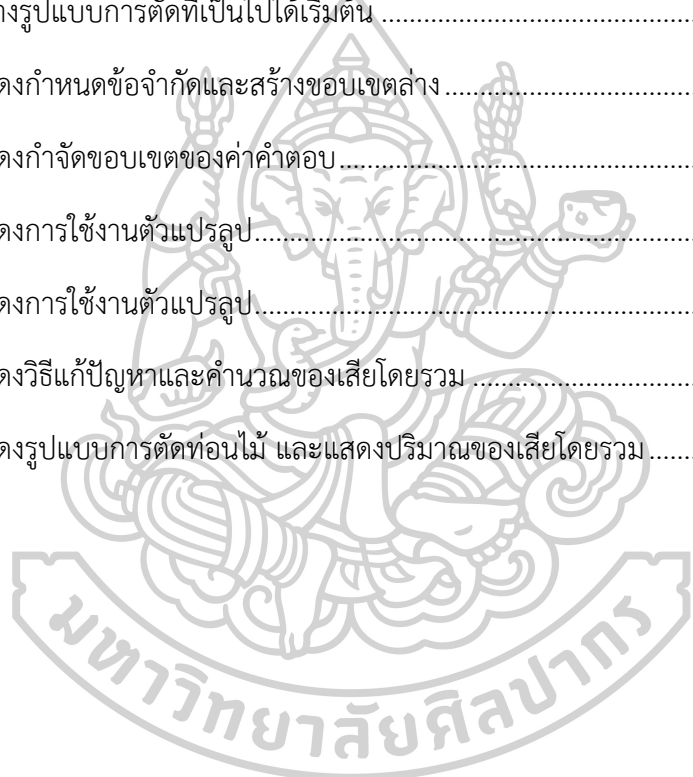 างรูปแบบการตัดที่เป็นไปได้เริ่มต้น ........................................
ดงกำหนดข้อจำกัดและสร้างขอบเขตล่าง ................................
ดงกำจัดขอบเขตของค่าคำตอบ .............................................
ดงการใช้งานตัวแปรลูป.........................................................
ดงการใช้งานตัวแปรลูป.........................................................
ดงวิธีแก้ปัญหาและคำนวณของเสียโดยรวม ............................
ดงรูปแบบการตัดท่อนไม้ และแสดงปริมาณของเสียโดยรวม ......
มหาวิทยาลัยศิลปากร